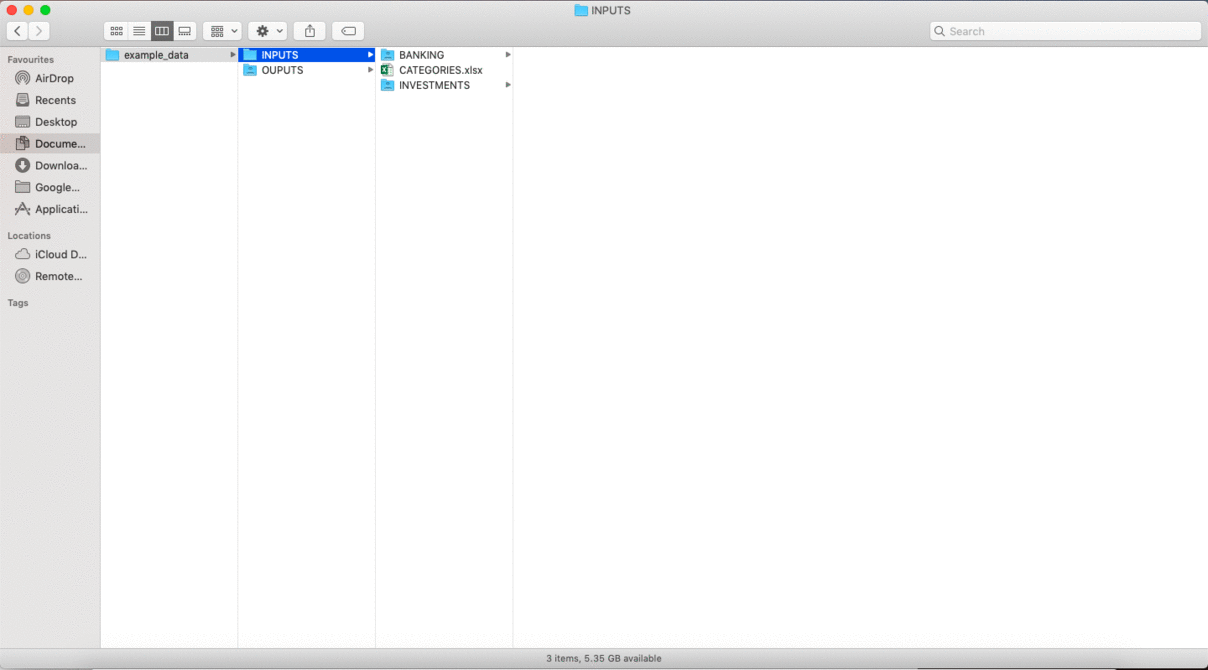 INPUTS
Search
Favourites
AirDrop
Recents
Desktop
Docume...
Downloa...
Google...
Applicati...
Locations
iCloud D...
Remote...
Tags
example_data
INPUTS
OUPUTS
BANKING
CATEGORIES.xlsx
INVESTMENTS
3 items, 5.35 GB available